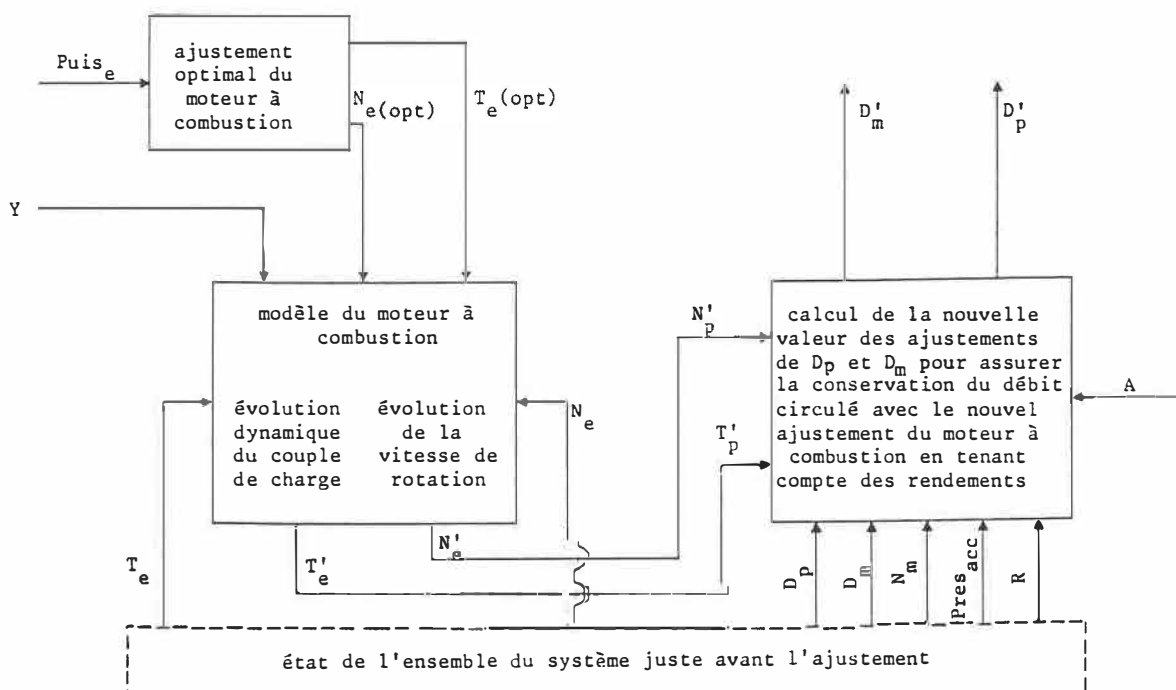 Puis_e
ajustement
optimal du
moteur à
combustion
N_e(opt)
T_e(opt)
D'_m
D'_p
Y
modèle du moteur à
combustion
évolution
dynamique
du couple
de charge
évolution
de la
vitesse de
rotation
N_e
N'_p
T'_p
calcul de la nouvelle
valeur des ajustements
de D_p et D_m pour assurer
la conservation du débit
circulé avec le nouvel
ajustement du moteur à
combustion en tenant
compte des rendements
A
T_e
T'_e
N'_e
D_p
D_m
N_m
Pres_acc
R
état de l'ensemble du système juste avant l'ajustement